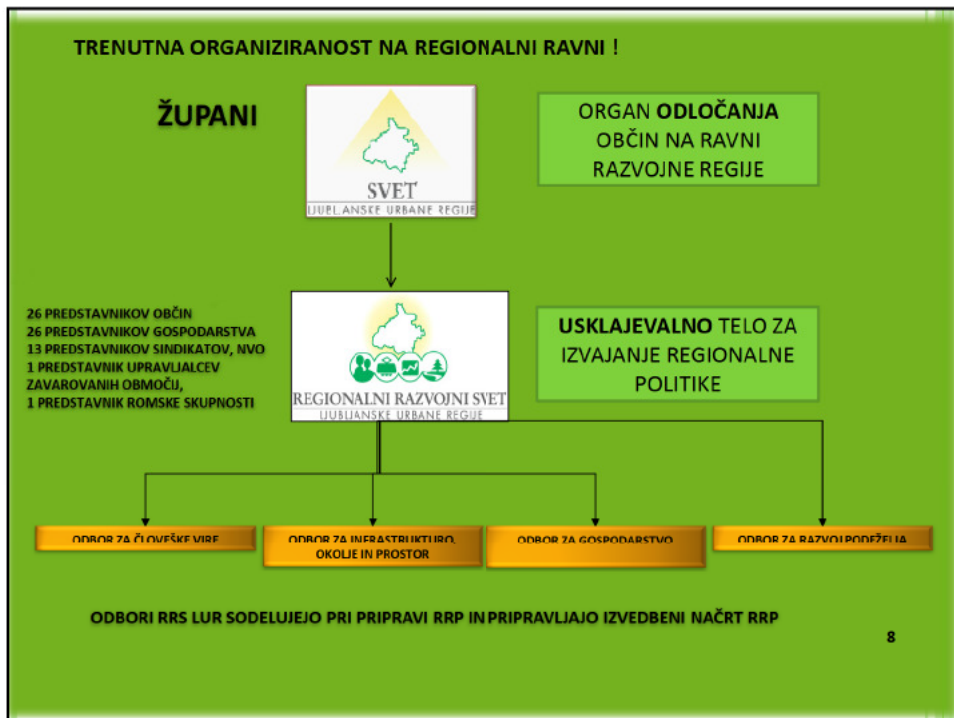 TRENUTNA ORGANIZIRANOST NA REGIONALNI RAVNI !
ŽUPANI
SVET
LJUBLJANSKE URBANE REGIJE
ORGAN ODLOČANJA
OBČIN NA RAVNI
RAZVOJNE REGIJE
26 PREDSTAVNIKOV OBČIN
26 PREDSTAVNIKOV GOSPODARSTVA
13 PREDSTAVNIKOV SINDIKATOV, NVO
1 PREDSTAVNIK UPRAVLJALCEV
ZAVAROVANIH OBMOČIJ,
1 PREDSTAVNIK ROMSKE SKUPNOSTI
REGIONALNI RAZVOJNI SVET
LJUBLJANSKE URBANE REGIJE
USKLAJEVALNO TELO ZA
IZVAJANJE REGIONALNE
POLITIKE
ODBOR ZA ČLOVEŠKE VIRE
ODBOR ZA INFRASTRUKTURO,
OKOLJE IN PROSTOR
ODBOR ZA GOSPODARSTVO
ODBOR ZA RAZVOJ PODEŽELJA
ODBORI RRS LUR SODELUJEJO PRI PRIPRAVI RRP IN PRIPRAVLJAJO IZVEDBENI NAČRT RRP
8